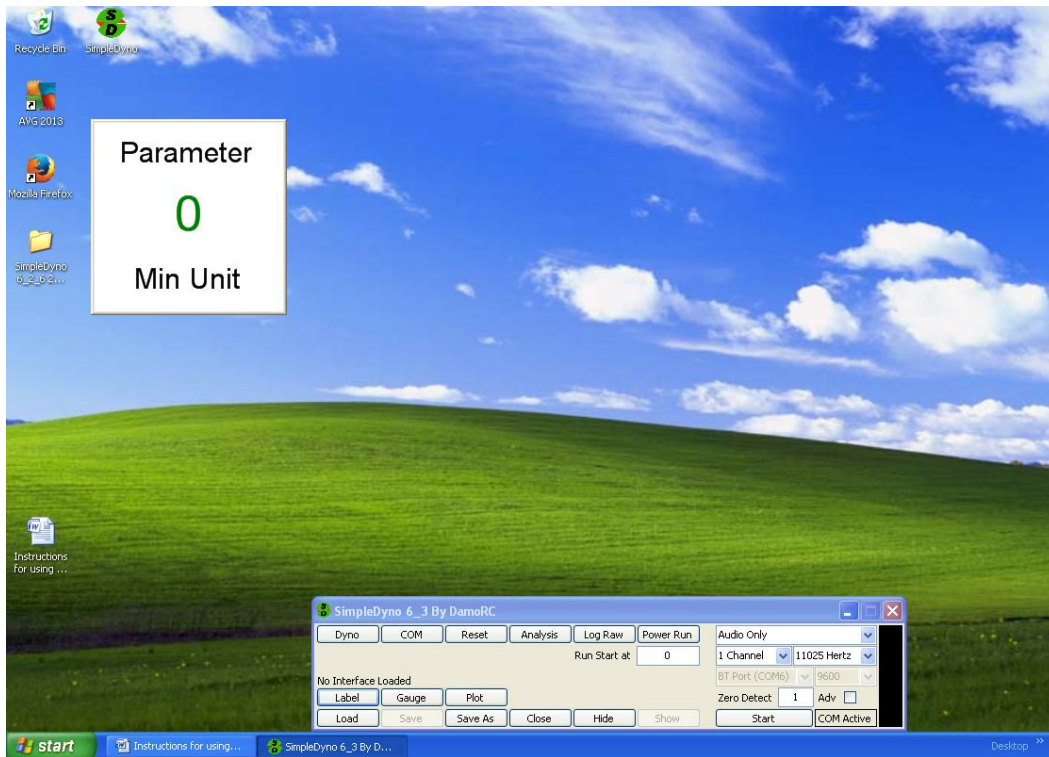 Recycle Bin
SimpleDyno
AVG 2013
Mozilla Firefox
SimpleDyno
6_2_6 2...
Parameter
0
Min Unit
Instructions
for using ...
SimpleDyno 6_3 By DamoRC
Dyno COM Reset Analysis Log Raw Power Run Audio Only
Run Start at 0 1 Channel 11025 Hertz
No Interface Loaded BT Port (COM6) 9600
Label Gauge Plot Zero Detect 1 Adv
Load Save Save As Close Hide Show Start COM Active
start Instructions for using... SimpleDyno 6_3 By D... Desktop »